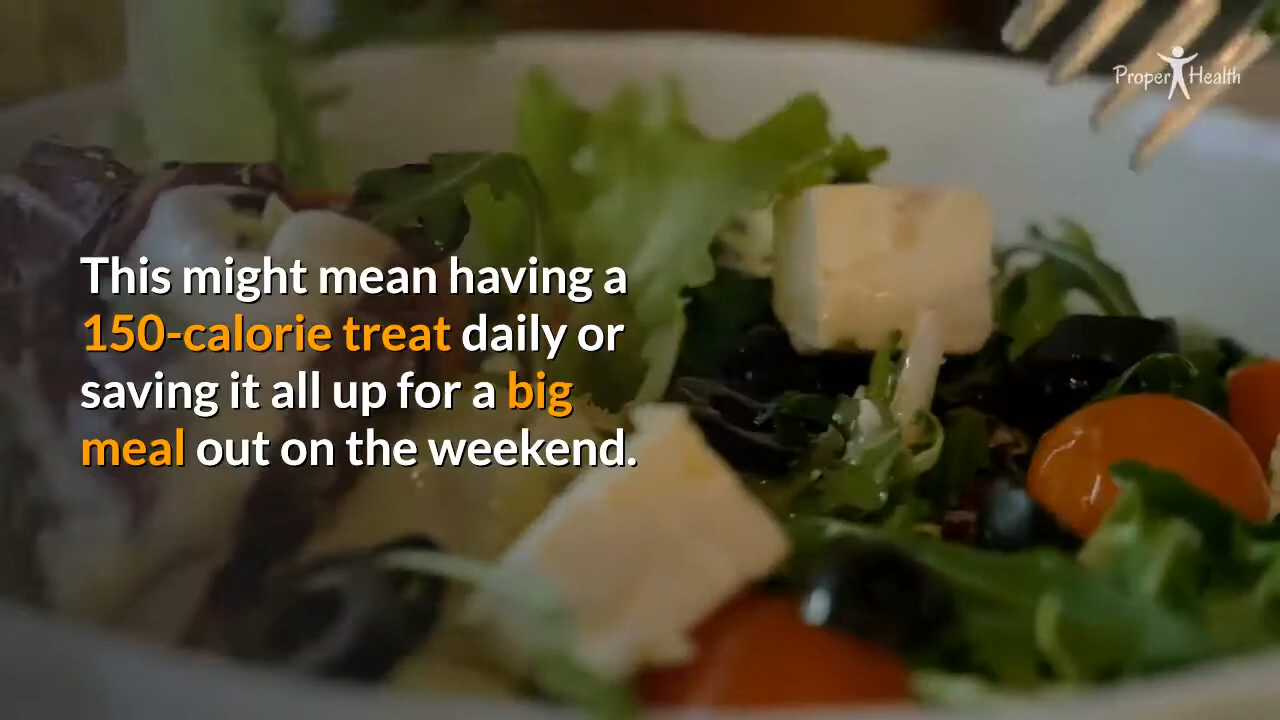 Proper Health
This might mean having a
150-calorie treat daily or
saving it all up for a big
meal out on the weekend.